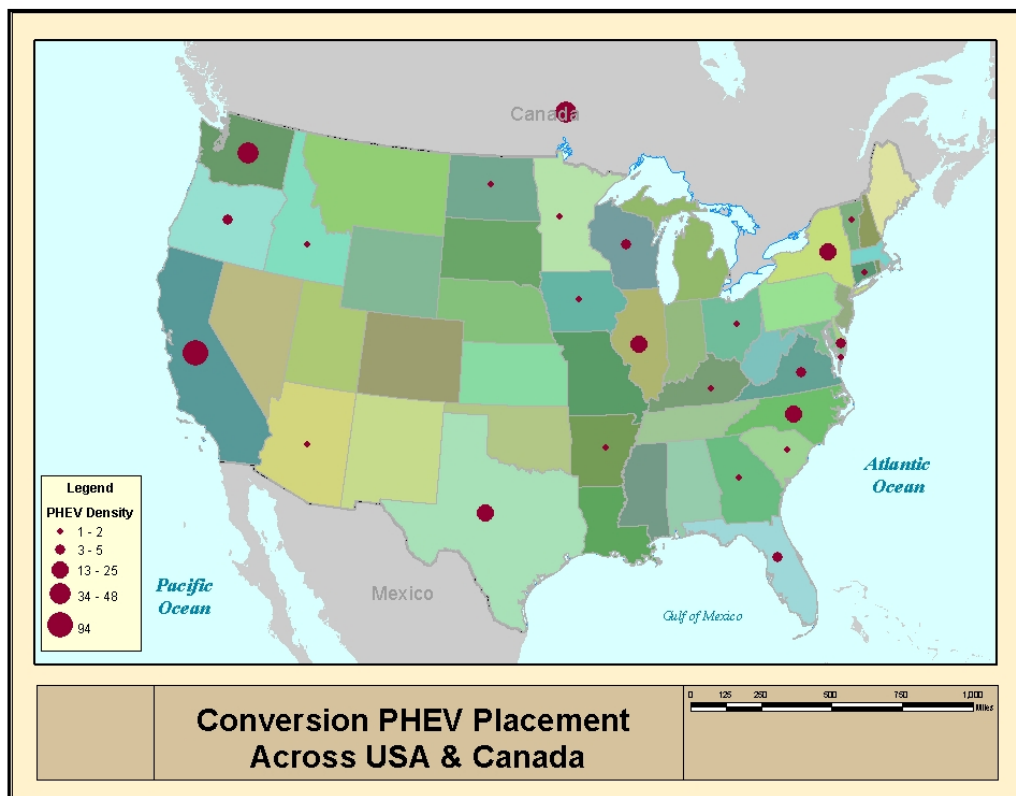 Canada
Atlantic
Ocean
Legend
PHEV Density
1 - 2
3 - 5
13 - 25
34 - 48
94
Pacific
Ocean
Mexico
Gulf of Mexico
Conversion PHEV Placement
Across USA & Canada
0 125 250 500 750 1,000
Miles